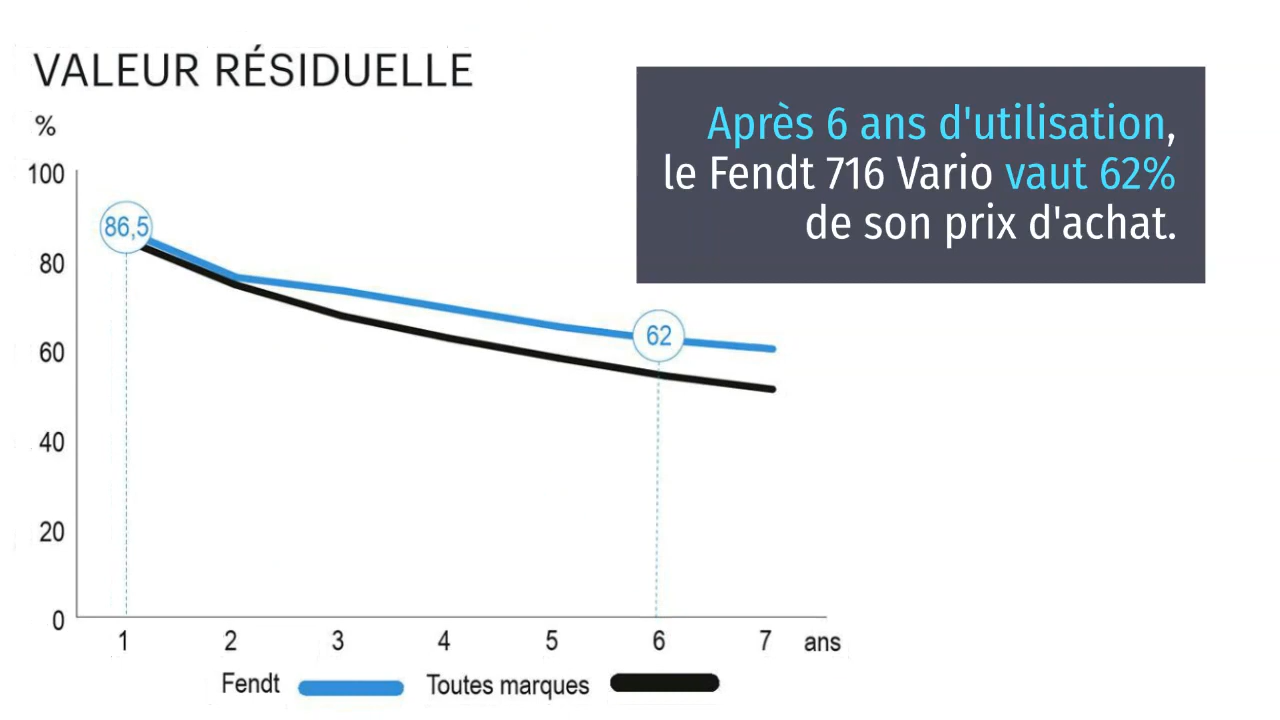 VALEUR RÉSIDUELLE
%
100
80
60
40
20
0
86,5
62
1 2 3 4 5 6 7 ans
Fendt Toutes marques
Après 6 ans d'utilisation,
le Fendt 716 Vario vaut 62%
de son prix d'achat.